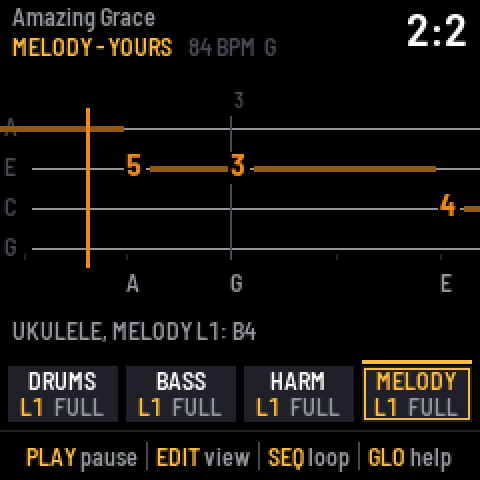 Amazing Grace
2:2
MELODY - YOURS 84 BPM G
3
A
E 5 3
C 4
G
A G E
UKULELE, MELODY L1: B4
DRUMS BASS HARM MELODY
L1 FULL L1 FULL L1 FULL L1 FULL
PLAY pause EDIT view SEQ loop GLO help